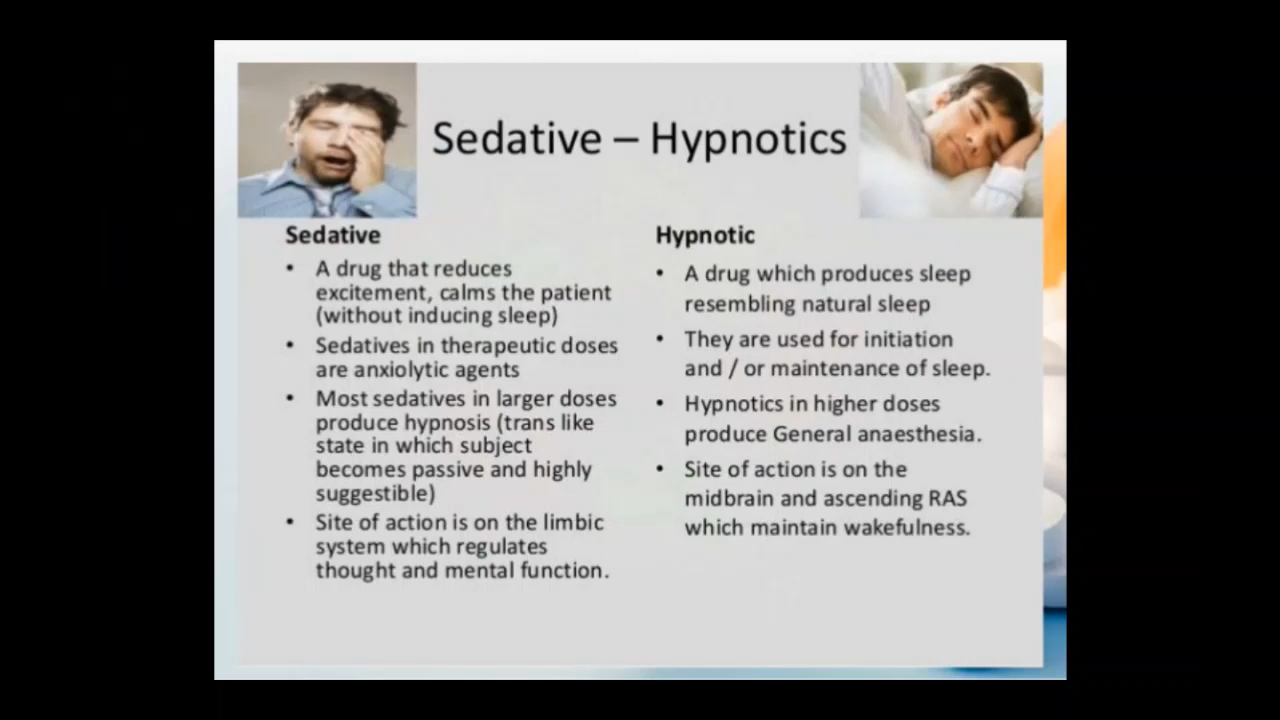 Sedative – Hypnotics
Sedative
• A drug that reduces
excitement, calms the patient
(without inducing sleep)
• Sedatives in therapeutic doses
are anxiolytic agents
• Most sedatives in larger doses
produce hypnosis (trans like
state in which subject
becomes passive and highly
suggestible)
• Site of action is on the limbic
system which regulates
thought and mental function.
Hypnotic
• A drug which produces sleep
resembling natural sleep
• They are used for initiation
and / or maintenance of sleep.
• Hypnotics in higher doses
produce General anaesthesia.
• Site of action is on the
midbrain and ascending RAS
which maintain wakefulness.